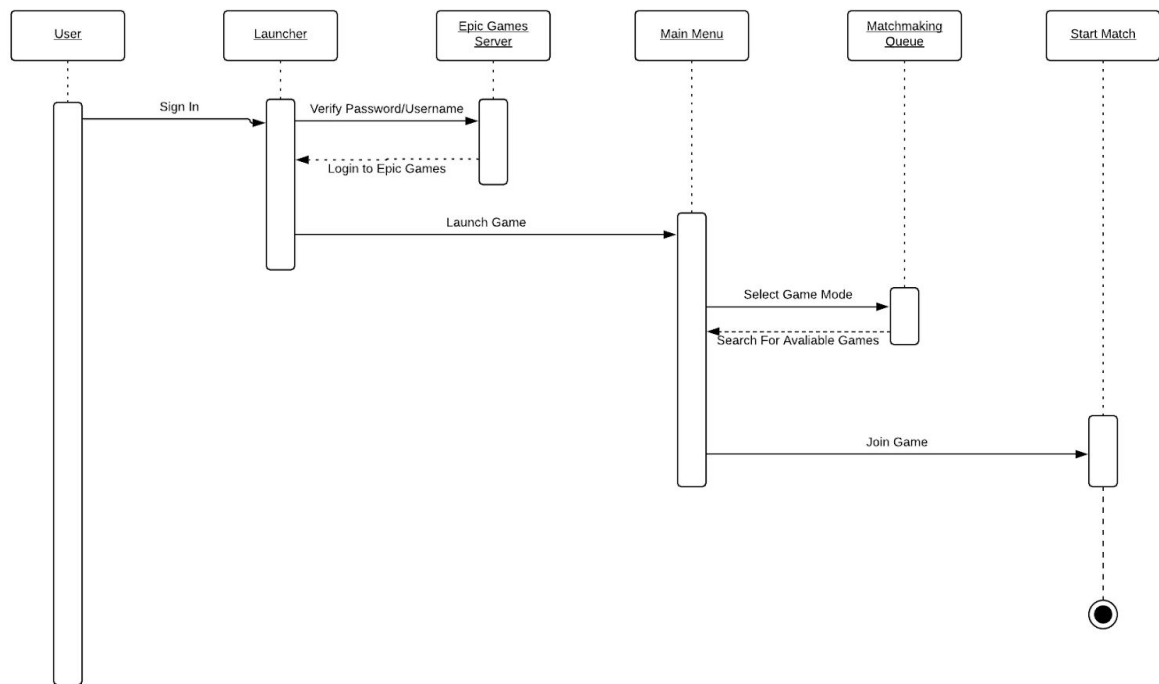 User
Launcher
Epic Games
Server
Main Menu
Matchmaking
Queue
Start Match
Sign In
Verify Password/Username
Login to Epic Games
Launch Game
Select Game Mode
Search For Avaliable Games
Join Game